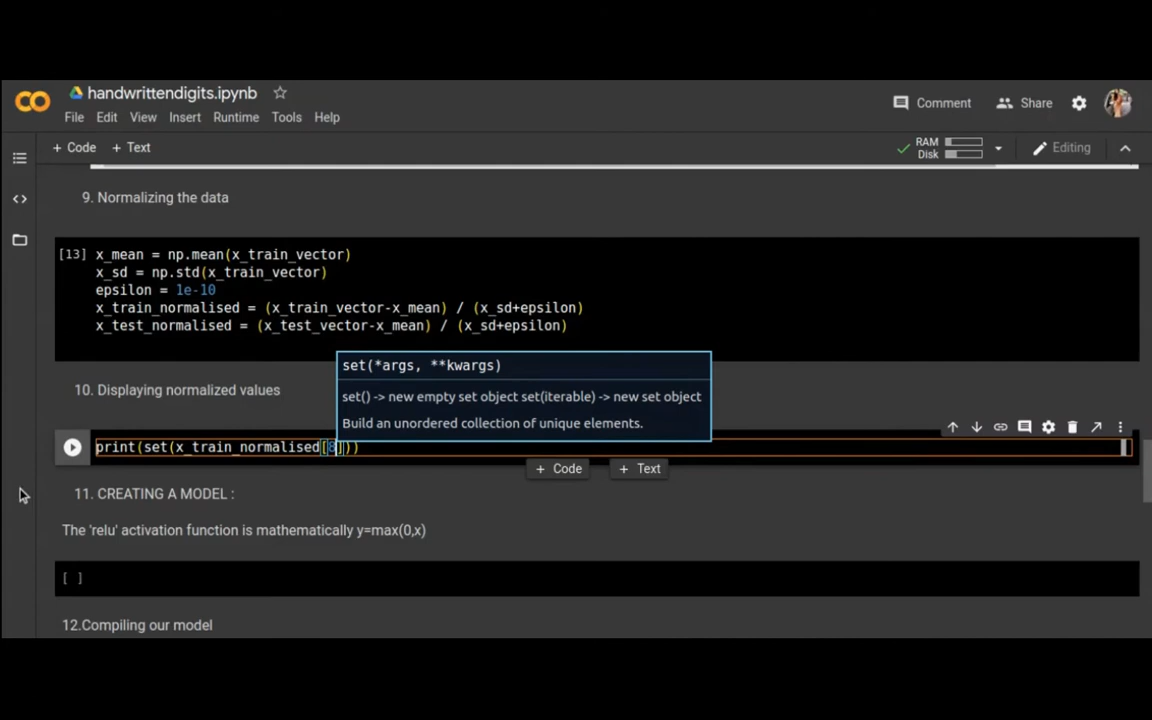 handwrittendigits.ipynb
Comment
Share
File Edit View Insert Runtime Tools Help
+ Code + Text
RAM
Disk
Editing
9. Normalizing the data
[13] x_mean = np.mean(x_train_vector)
x_sd = np.std(x_train_vector)
epsilon = 1e-10
x_train_normalised = (x_train_vector-x_mean) / (x_sd+epsilon)
x_test_normalised = (x_test_vector-x_mean) / (x_sd+epsilon)
set(*args, **kwargs)
10. Displaying normalized values
set() -> new empty set object set(iterable) -> new set object
Build an unordered collection of unique elements.
print(set(x_train_normalised[8]))
+ Code + Text
11. CREATING A MODEL :
The 'relu' activation function is mathematically y=max(0,x)
[ ]
12.Compiling our model